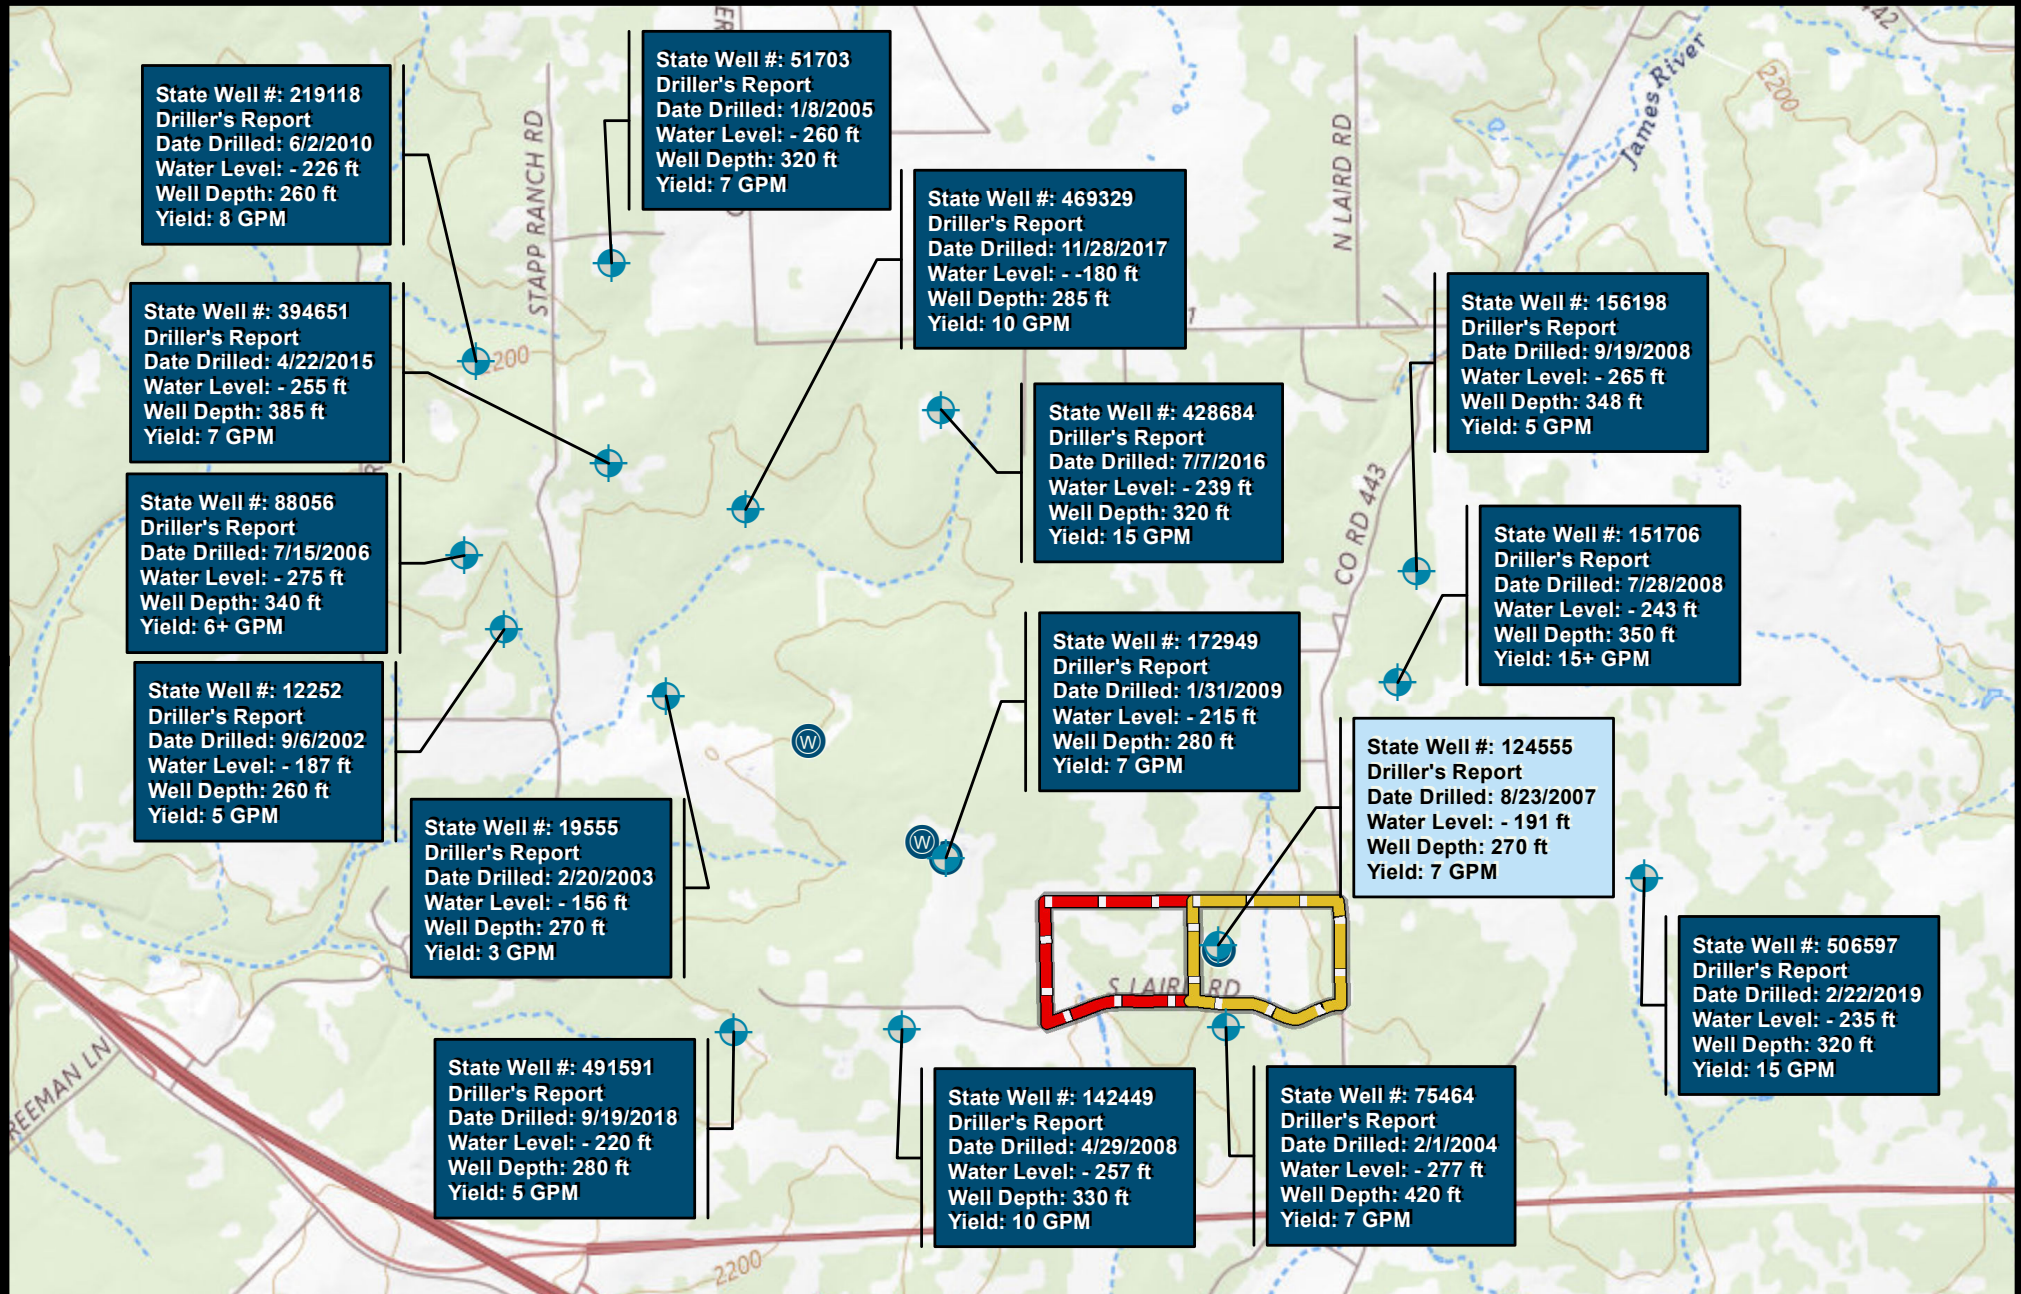 State Well #: 219118
Driller's Report
Date Drilled: 6/2/2010
Water Level: - 226 ft
Well Depth: 260 ft
Yield: 8 GPM
State Well #: 51703
Driller's Report
Date Drilled: 1/8/2005
Water Level: - 260 ft
Well Depth: 320 ft
Yield: 7 GPM
State Well #: 469329
Driller's Report
Date Drilled: 11/28/2017
Water Level: - -180 ft
Well Depth: 285 ft
Yield: 10 GPM
State Well #: 394651
Driller's Report
Date Drilled: 4/22/2015
Water Level: - 255 ft
Well Depth: 385 ft
Yield: 7 GPM
State Well #: 156198
Driller's Report
Date Drilled: 9/19/2008
Water Level: - 265 ft
Well Depth: 348 ft
Yield: 5 GPM
State Well #: 428684
Driller's Report
Date Drilled: 7/7/2016
Water Level: - 239 ft
Well Depth: 320 ft
Yield: 15 GPM
State Well #: 88056
Driller's Report
Date Drilled: 7/15/2006
Water Level: - 275 ft
Well Depth: 340 ft
Yield: 6+ GPM
State Well #: 151706
Driller's Report
Date Drilled: 7/28/2008
Water Level: - 243 ft
Well Depth: 350 ft
Yield: 15+ GPM
State Well #: 172949
Driller's Report
Date Drilled: 1/31/2009
Water Level: - 215 ft
Well Depth: 280 ft
Yield: 7 GPM
State Well #: 12252
Driller's Report
Date Drilled: 9/6/2002
Water Level: - 187 ft
Well Depth: 260 ft
Yield: 5 GPM
State Well #: 124555
Driller's Report
Date Drilled: 8/23/2007
Water Level: - 191 ft
Well Depth: 270 ft
Yield: 7 GPM
State Well #: 19555
Driller's Report
Date Drilled: 2/20/2003
Water Level: - 156 ft
Well Depth: 270 ft
Yield: 3 GPM
State Well #: 506597
Driller's Report
Date Drilled: 2/22/2019
Water Level: - 235 ft
Well Depth: 320 ft
Yield: 15 GPM
State Well #: 491591
Driller's Report
Date Drilled: 9/19/2018
Water Level: - 220 ft
Well Depth: 280 ft
Yield: 5 GPM
State Well #: 142449
Driller's Report
Date Drilled: 4/29/2008
Water Level: - 257 ft
Well Depth: 330 ft
Yield: 10 GPM
State Well #: 75464
Driller's Report
Date Drilled: 2/1/2004
Water Level: - 277 ft
Well Depth: 420 ft
Yield: 7 GPM
STAPP RANCH RD
N LAIRD RD
James River
2200
442
2200
CO RD 443
W
W
S LAIRD RD
REEMAN LN
2200